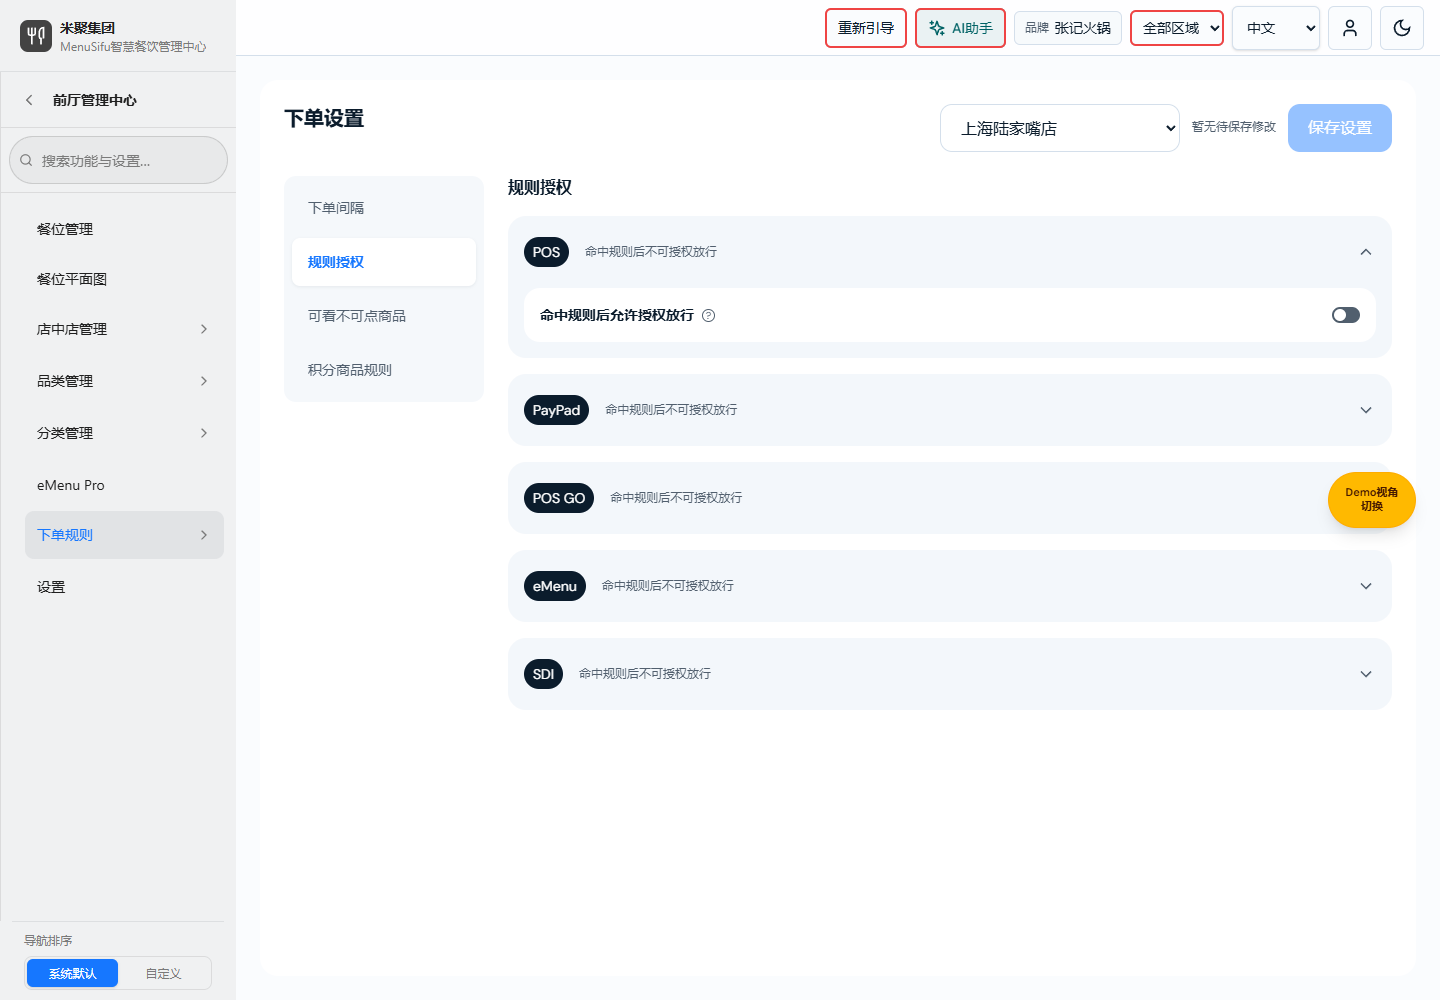 米聚集团
MenuSifu智慧餐饮管理中心
重新引导
AI助手
品牌 张记火锅
全部区域
中文
前厅管理中心
搜索功能与设置...
餐位管理
餐位平面图
店中店管理
品类管理
分类管理
eMenu Pro
下单规则
设置
导航排序
系统默认
自定义
下单设置
上海陆家嘴店
暂无待保存修改
保存设置
下单间隔
规则授权
可看不可点商品
积分商品规则
规则授权
POS 命中规则后不可授权放行
命中规则后允许授权放行 ?
PayPad 命中规则后不可授权放行
POS GO 命中规则后不可授权放行
eMenu 命中规则后不可授权放行
SDI 命中规则后不可授权放行
Demo视角
切换